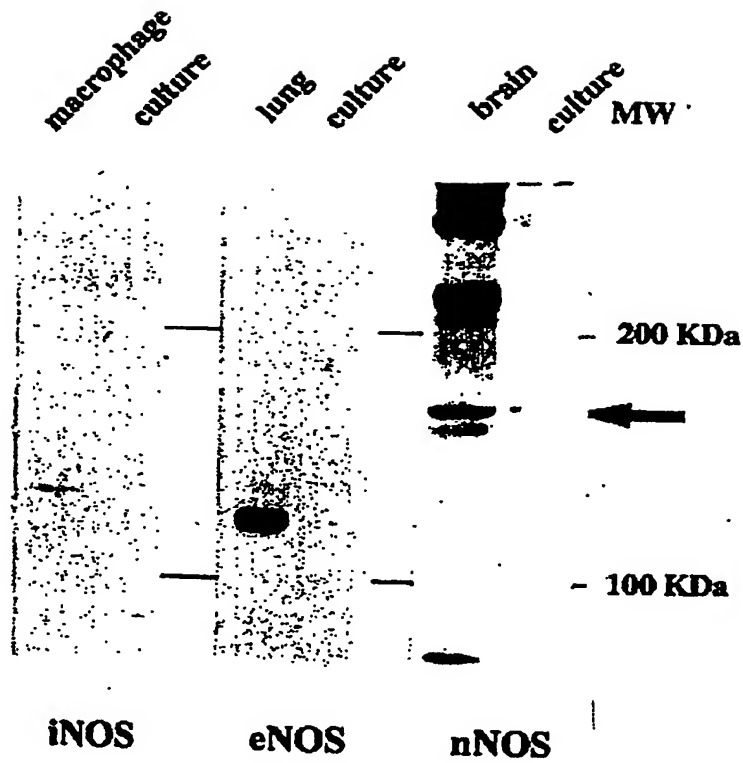 macrophage culture lung culture brain culture MW
200 KDa
100 KDa
iNOS eNOS nNOS